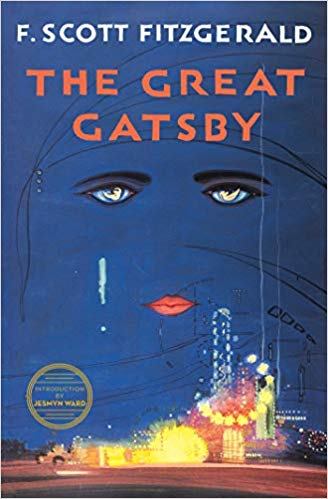 F. SCOTT FITZGERALD
THE GREAT
GATSBY
INTRODUCTION
BY
JESMYN WARD